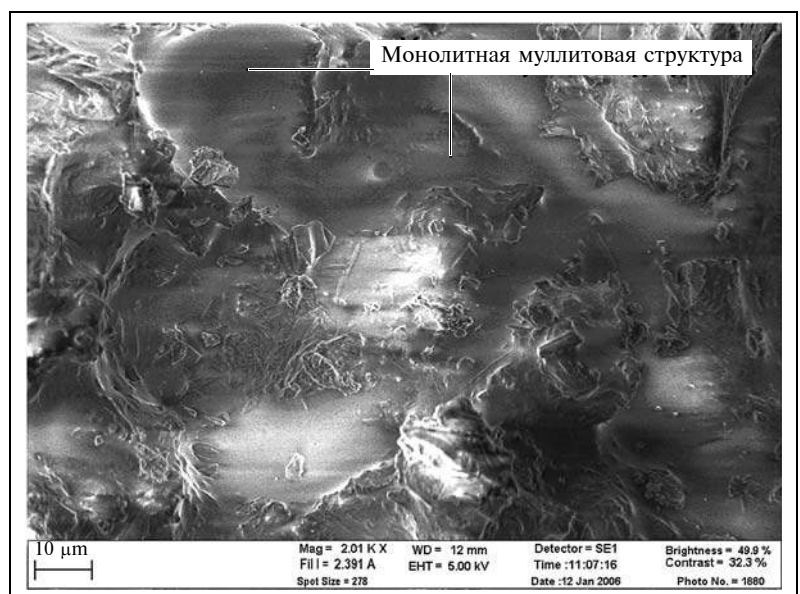 Монолитная муллитовая структура
10 μm
Mag = 2.01 K X WD = 12 mm Detector = SE1 Brightness = 49.9 %
Fil I = 2.391 A EHT = 5.00 kV Time :11:07:16 Contrast = 32.3 %
Spot Size = 278 Date :12 Jan 2006 Photo No. = 1880